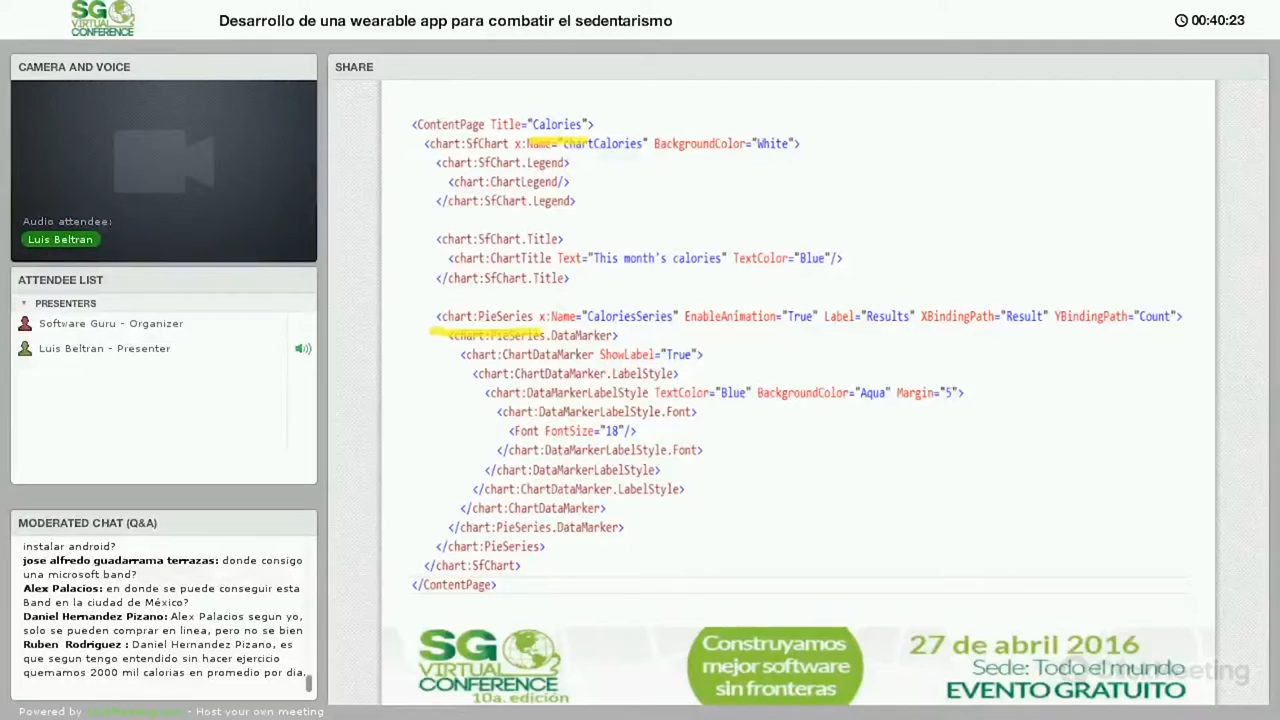 SG
VIRTUAL
CONFERENCE
Desarrollo de una wearable app para combatir el sedentarismo
00:40:23
CAMERA AND VOICE
Audio attendee:
Luis Beltran
ATTENDEE LIST
PRESENTERS
Software Guru - Organizer
Luis Beltran - Presenter
MODERATED CHAT (Q&A)
instalar android?
jose alfredo guadarrama terrazas: donde consigo
una microsoft band?
Alex Palacios: en donde se puede conseguir esta
Band en la ciudad de México?
Daniel Hernandez Pizano: Alex Palacios segun yo,
solo se pueden comprar en linea, pero no se bien
Ruben Rodriguez : Daniel Hernandez Pizano, es
que segun tengo entendido sin hacer ejercicio
quemamos 2000 mil calorias en promedio por dia.
SHARE
<ContentPage Title="Calories">
<chart:SfChart x:Name="chartCalories" BackgroundColor="White">
<chart:SfChart.Legend>
<chart:ChartLegend/>
</chart:SfChart.Legend>
<chart:SfChart.Title>
<chart:ChartTitle Text="This month's calories" TextColor="Blue"/>
</chart:SfChart.Title>
<chart:PieSeries x:Name="CaloriesSeries" EnableAnimation="True" Label="Results" XBindingPath="Result" YBindingPath="Count">
<chart:PieSeries.DataMarker>
<chart:ChartDataMarker ShowLabel="True">
<chart:ChartDataMarker.LabelStyle>
<chart:DataMarkerLabelStyle TextColor="Blue" BackgroundColor="Aqua" Margin="5">
<chart:DataMarkerLabelStyle.Font>
<Font FontSize="18"/>
</chart:DataMarkerLabelStyle.Font>
</chart:DataMarkerLabelStyle>
</chart:ChartDataMarker.LabelStyle>
</chart:ChartDataMarker>
</chart:PieSeries.DataMarker>
</chart:PieSeries>
</chart:SfChart>
</ContentPage>
SG
VIRTUAL
CONFERENCE
10a. edición
Construyamos
mejor software
sin fronteras
27 de abril 2016
Sede: Todo el mundo
EVENTO GRATUITO
Powered by - Host your own meeting